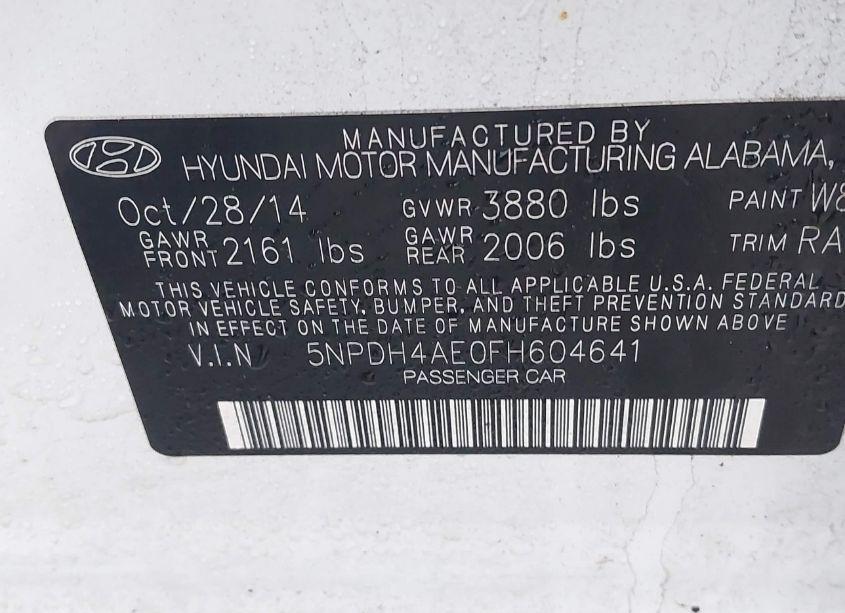 MANUFACTURED BY
HYUNDAI MOTOR MANUFACTURING ALABAMA,
Oct/28/14 GVWR 3880 lbs PAINT W8
GAWR FRONT 2161 lbs GAWR REAR 2006 lbs TRIM RA
THIS VEHICLE CONFORMS TO ALL APPLICABLE U.S.A. FEDERAL
MOTOR VEHICLE SAFETY, BUMPER, AND THEFT PREVENTION STANDARD
IN EFFECT ON THE DATE OF MANUFACTURE SHOWN ABOVE
V.I.N 5NPDH4AE0FH604641
PASSENGER CAR